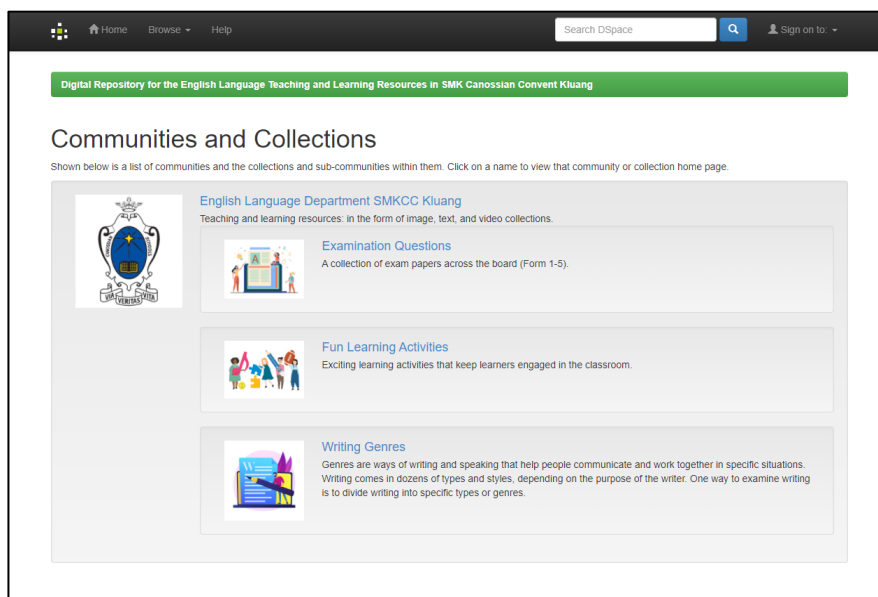 Home Browse Help Search DSpace Sign on to:
Digital Repository for the English Language Teaching and Learning Resources in SMK Canossian Convent Kluang
Communities and Collections
Shown below is a list of communities and the collections and sub-communities within them. Click on a name to view that community or collection home page.
English Language Department SMKCC Kluang
Teaching and learning resources: in the form of image, text, and video collections.
VIA VERITAS VITA
Examination Questions
A collection of exam papers across the board (Form 1-5).
A
Fun Learning Activities
Exciting learning activities that keep learners engaged in the classroom.
Writing Genres
Genres are ways of writing and speaking that help people communicate and work together in specific situations.
Writing comes in dozens of types and styles, depending on the purpose of the writer. One way to examine writing
is to divide writing into specific types or genres.
W